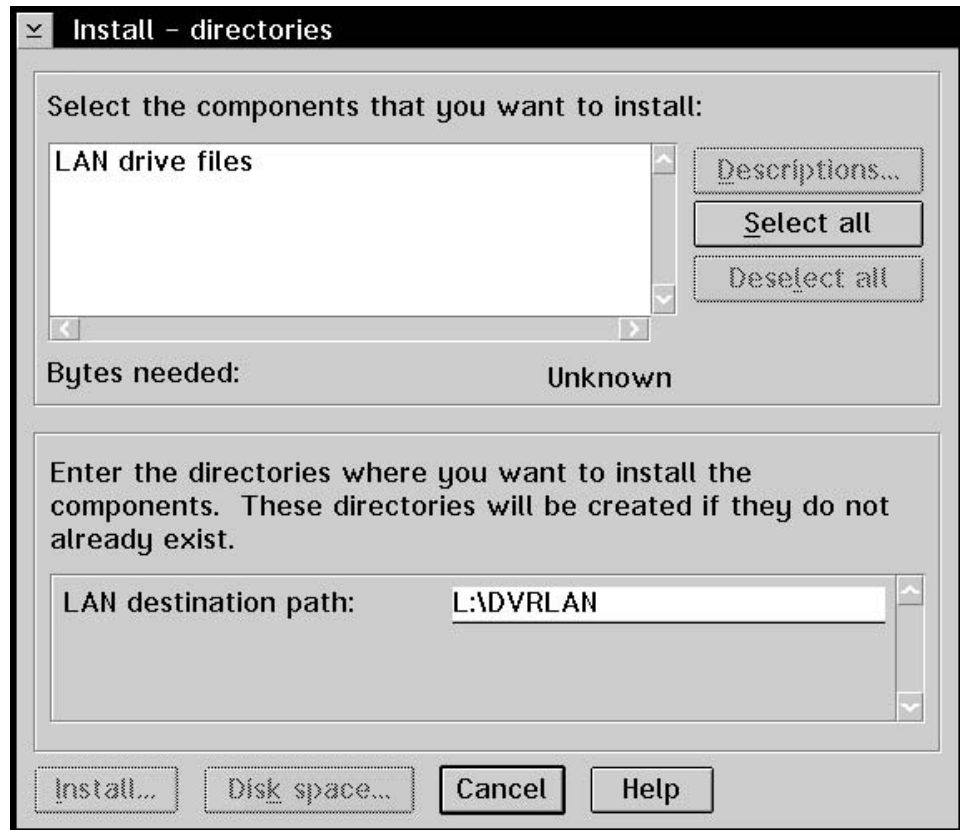 Install - directories
Select the components that you want to install:
LAN drive files
Descriptions...
Select all
Deselect all
Bytes needed:
Unknown
Enter the directories where you want to install the
components.  These directories will be created if they do not
already exist.
LAN destination path:
L:\DVRLAN
Install...
Disk space...
Cancel
Help